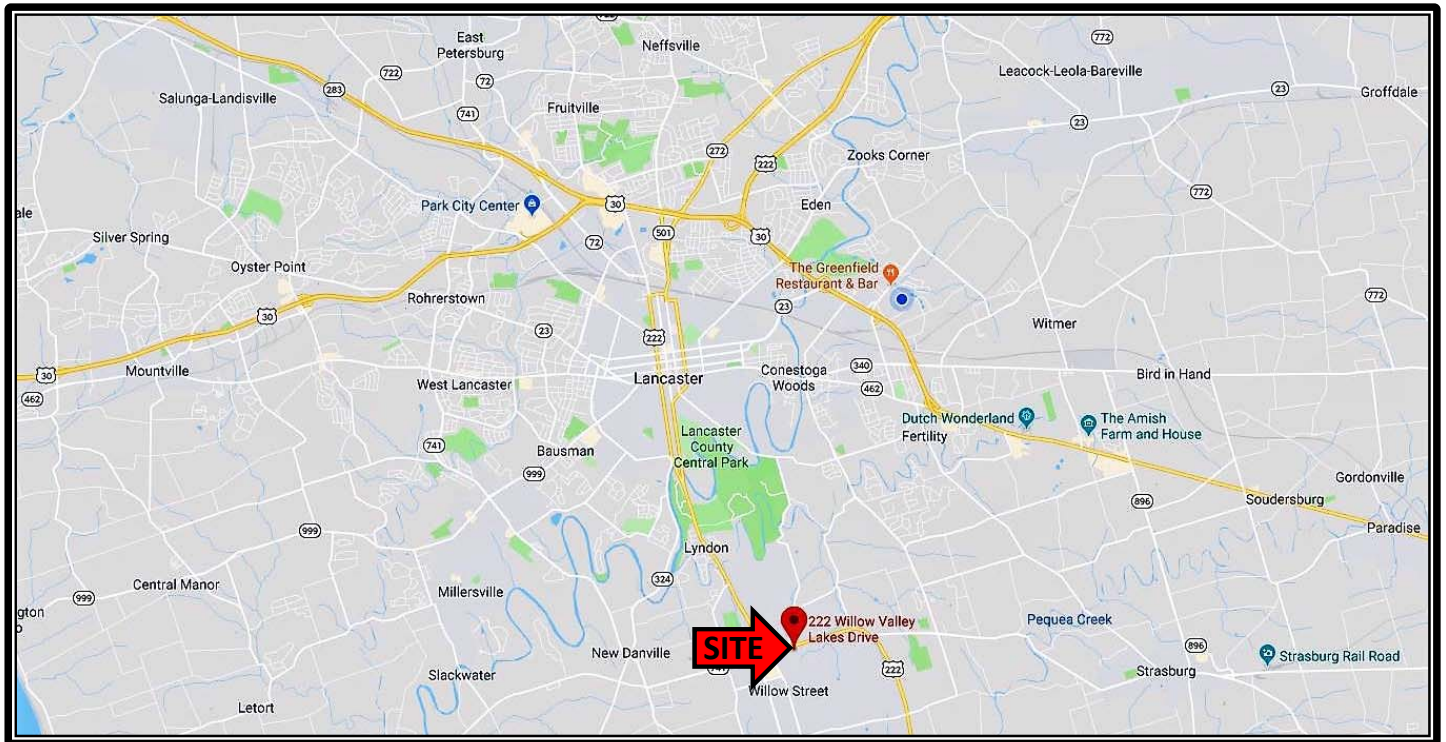 East
Petersburg
Neffsville
772
722
72
Leacock-Leola-Bareville
283
Salunga-Landisville
23
Groffdale
741
Fruitville
23
272
222
Zooks Corner
772
Park City Center
30
Eden
ale
Silver Spring
72
501
30
Oyster Point
The Greenfield
Restaurant & Bar
Rohrerstown
23
772
30
23
222
Witmer
30
Mountville
Lancaster
Conestoga
Woods
340
Bird in Hand
462
West Lancaster
462
Dutch Wonderland
The Amish
Farm and House
Lancaster
County
Central Park
Fertility
741
Bausman
999
Gordonville
896
Soudersburg
999
Paradise
Lyndon
324
Central Manor
Millersville
999
gton
222 Willow Valley
Lakes Drive
Pequea Creek
SITE
New Danville
896
Strasburg Rail Road
741
222
Strasburg
Slackwater
Willow Street
Letort